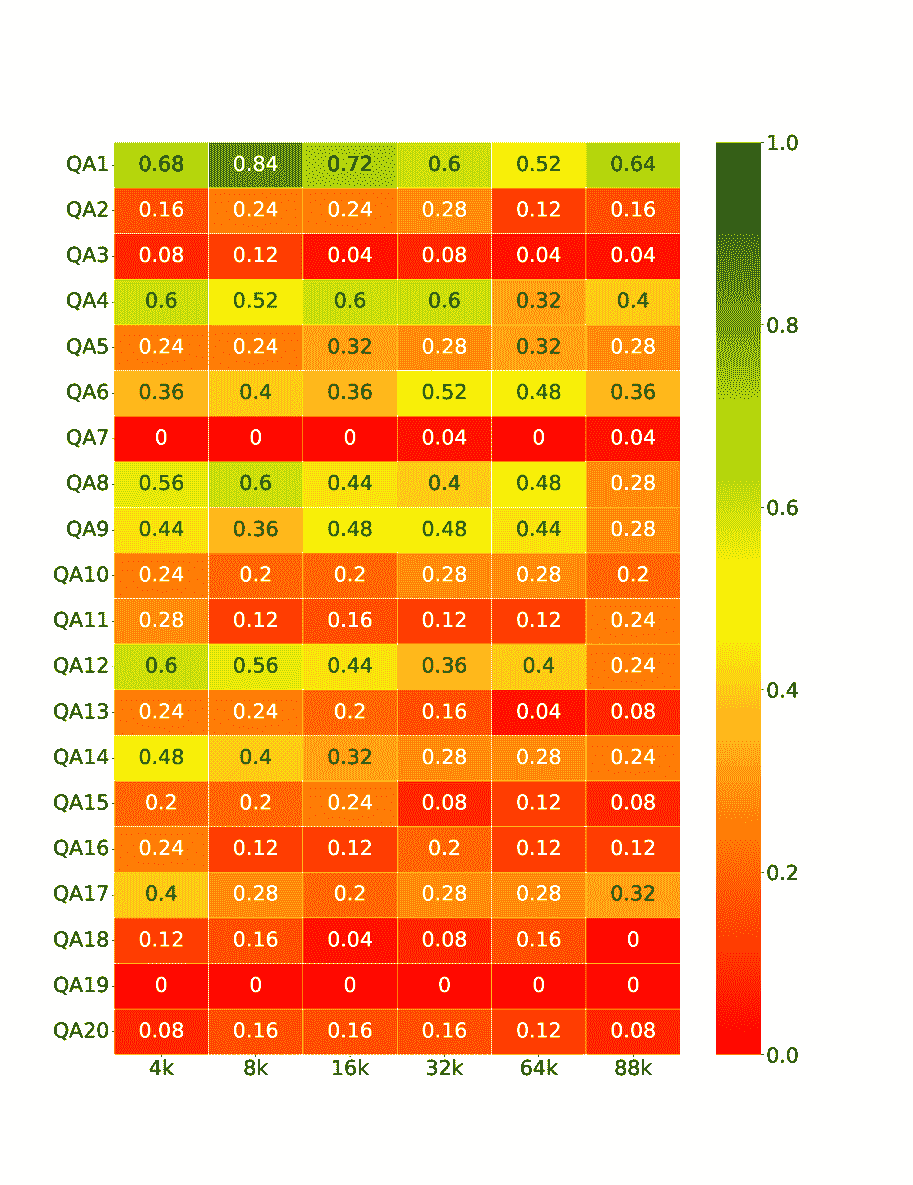 1.0
QA1 0.68 0.84 0.72 0.6 0.52 0.64
QA2 0.16 0.24 0.24 0.28 0.12 0.16
QA3 0.08 0.12 0.04 0.08 0.04 0.04
QA4 0.6 0.52 0.6 0.6 0.32 0.4
0.8
QA5 0.24 0.24 0.32 0.28 0.32 0.28
QA6 0.36 0.4 0.36 0.52 0.48 0.36
QA7 0 0 0 0.04 0 0.04
QA8 0.56 0.6 0.44 0.4 0.48 0.28
0.6
QA9 0.44 0.36 0.48 0.48 0.44 0.28
QA10 0.24 0.2 0.2 0.28 0.28 0.2
QA11 0.28 0.12 0.16 0.12 0.12 0.24
QA12 0.6 0.56 0.44 0.36 0.4 0.24
0.4
QA13 0.24 0.24 0.2 0.16 0.04 0.08
QA14 0.48 0.4 0.32 0.28 0.28 0.24
QA15 0.2 0.2 0.24 0.08 0.12 0.08
QA16 0.24 0.12 0.12 0.2 0.12 0.12
0.2
QA17 0.4 0.28 0.2 0.28 0.28 0.32
QA18 0.12 0.16 0.04 0.08 0.16 0
QA19 0 0 0 0 0 0
QA20 0.08 0.16 0.16 0.16 0.12 0.08
0.0
4k 8k 16k 32k 64k 88k